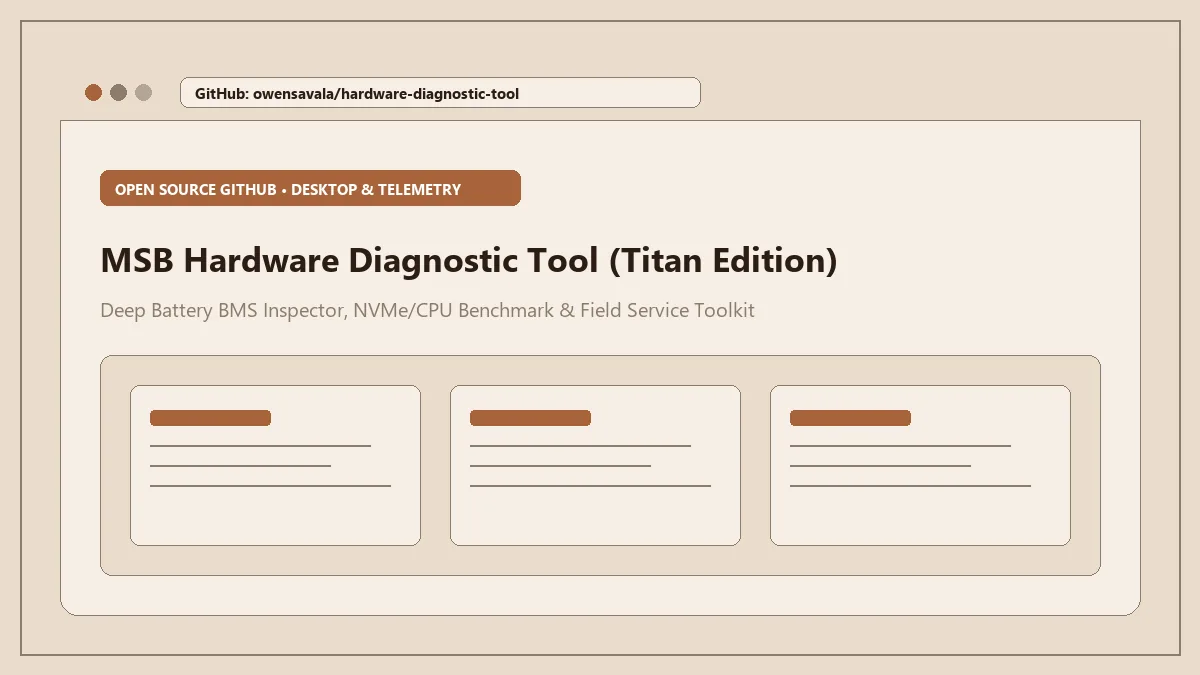 GitHub: owensavala/hardware-diagnostic-tool
OPEN SOURCE GITHUB • DESKTOP & TELEMETRY
MSB Hardware Diagnostic Tool (Titan Edition)
Deep Battery BMS Inspector, NVMe/CPU Benchmark & Field Service Toolkit